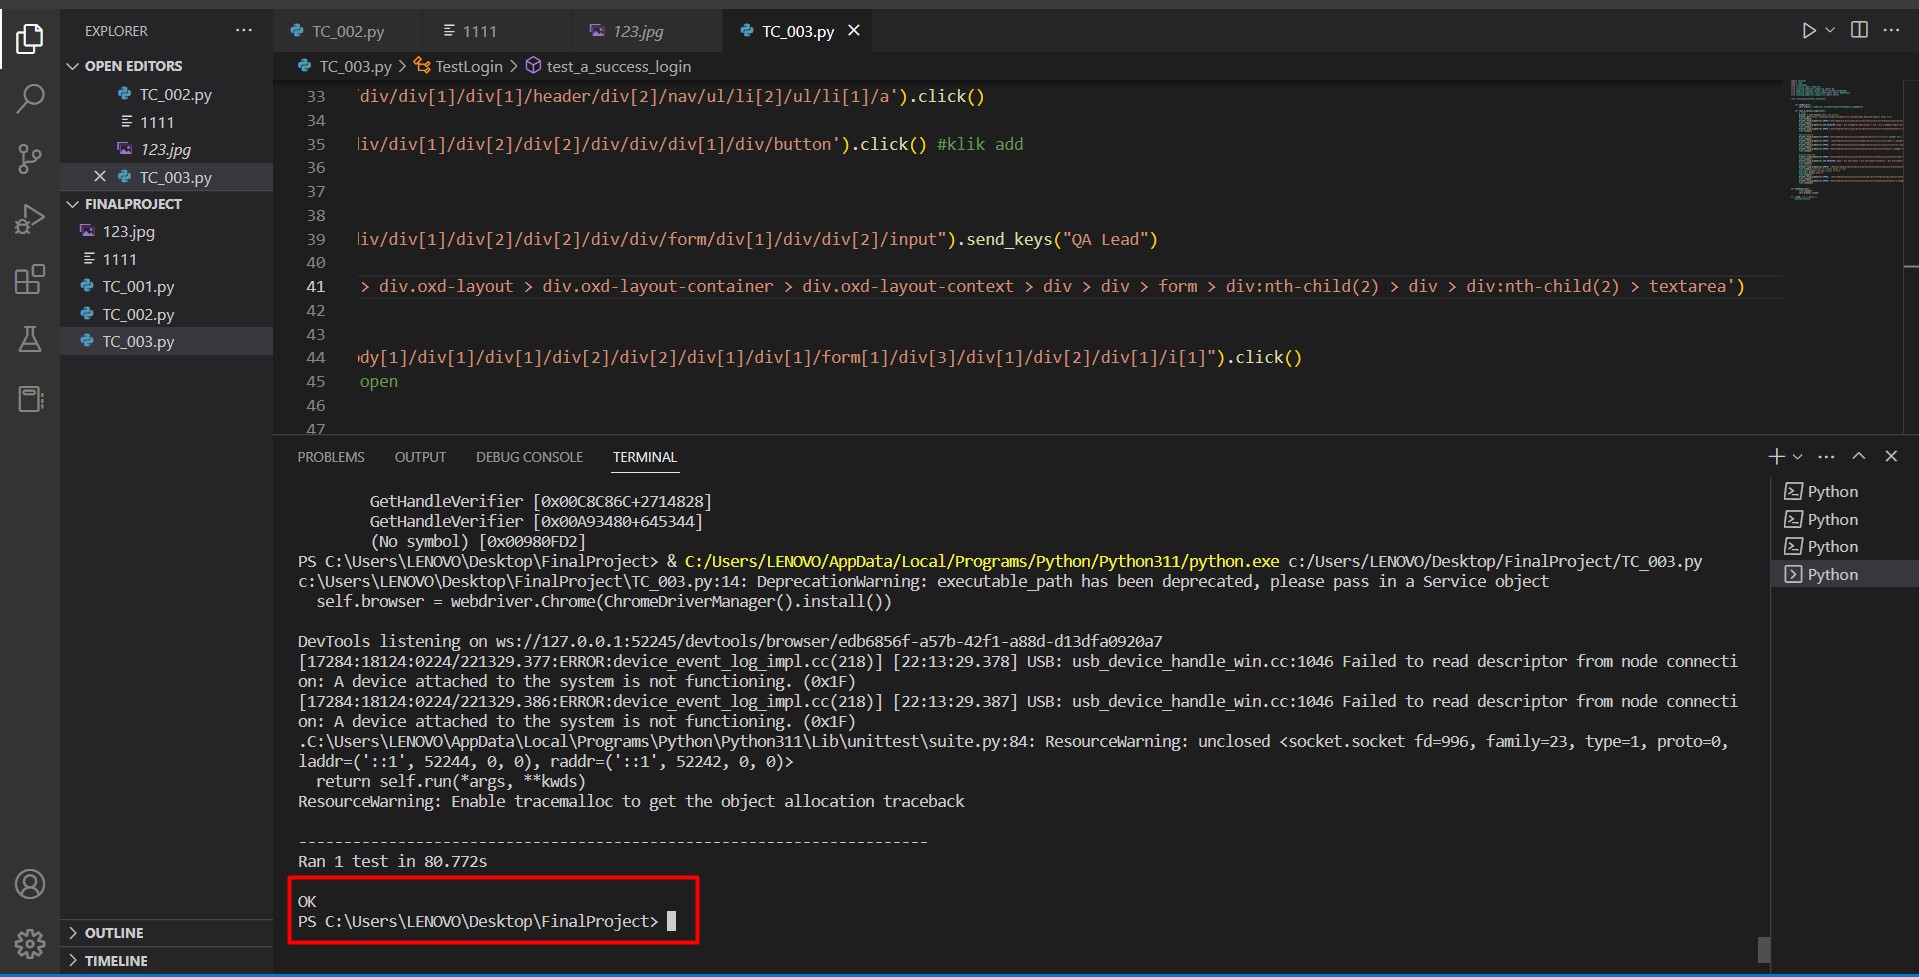 EXPLORER
OPEN EDITORS
TC_002.py
1111
123.jpg
TC_003.py
FINALPROJECT
123.jpg
1111
TC_001.py
TC_002.py
TC_003.py
OUTLINE
TIMELINE
TC_002.py 1111 123.jpg TC_003.py
TC_003.py > TestLogin > test_a_success_login
33 'div/div[1]/div[1]/header/div[2]/nav/ul/li[2]/ul/li[1]/a').click()
34
35 div/div[1]/div[2]/div[2]/div/div/div[1]/div/button').click() #klik add
36
37
38
39 div/div[1]/div[2]/div[2]/div/div/form/div[1]/div/div[2]/input").send_keys("QA Lead")
40
41 > div.oxd-layout > div.oxd-layout-container > div.oxd-layout-context > div > div > form > div:nth-child(2) > div > div:nth-child(2) > textarea')
42
43
44 ody[1]/div[1]/div[1]/div[2]/div[2]/div[1]/div[1]/form[1]/div[3]/div[1]/div[2]/div[1]/i[1]").click()
45 open
46
47
PROBLEMS OUTPUT DEBUG CONSOLE TERMINAL
GetHandleVerifier [0x00C8C86C+2714828]
GetHandleVerifier [0x00A93480+645344]
(No symbol) [0x00980FD2]
PS C:\Users\LENOVO\Desktop\FinalProject> & C:/Users/LENOVO/AppData/Local/Programs/Python/Python311/python.exe c:/Users/LENOVO/Desktop/FinalProject/TC_003.py
c:\Users\LENOVO\Desktop\FinalProject\TC_003.py:14: DeprecationWarning: executable_path has been deprecated, please pass in a Service object
self.browser = webdriver.Chrome(ChromeDriverManager().install())
DevTools listening on ws://127.0.0.1:52245/devtools/browser/edb6856f-a57b-42f1-a88d-d13dfa0920a7
[17284:18124:0224/221329.377:ERROR:device_event_log_impl.cc(218)] [22:13:29.378] USB: usb_device_handle_win.cc:1046 Failed to read descriptor from node connecti
on: A device attached to the system is not functioning. (0x1F)
[17284:18124:0224/221329.386:ERROR:device_event_log_impl.cc(218)] [22:13:29.387] USB: usb_device_handle_win.cc:1046 Failed to read descriptor from node connecti
on: A device attached to the system is not functioning. (0x1F)
.C:\Users\LENOVO\AppData\Local\Programs\Python\Python311\Lib\unittest\suite.py:84: ResourceWarning: unclosed <socket.socket fd=996, family=23, type=1, proto=0,
laddr=('::1', 52244, 0, 0), raddr=('::1', 52242, 0, 0)>
return self.run(*args, **kwds)
ResourceWarning: Enable tracemalloc to get the object allocation traceback
----------------------------------------------------------------------
Ran 1 test in 80.772s
OK
PS C:\Users\LENOVO\Desktop\FinalProject>
Python
Python
Python
Python